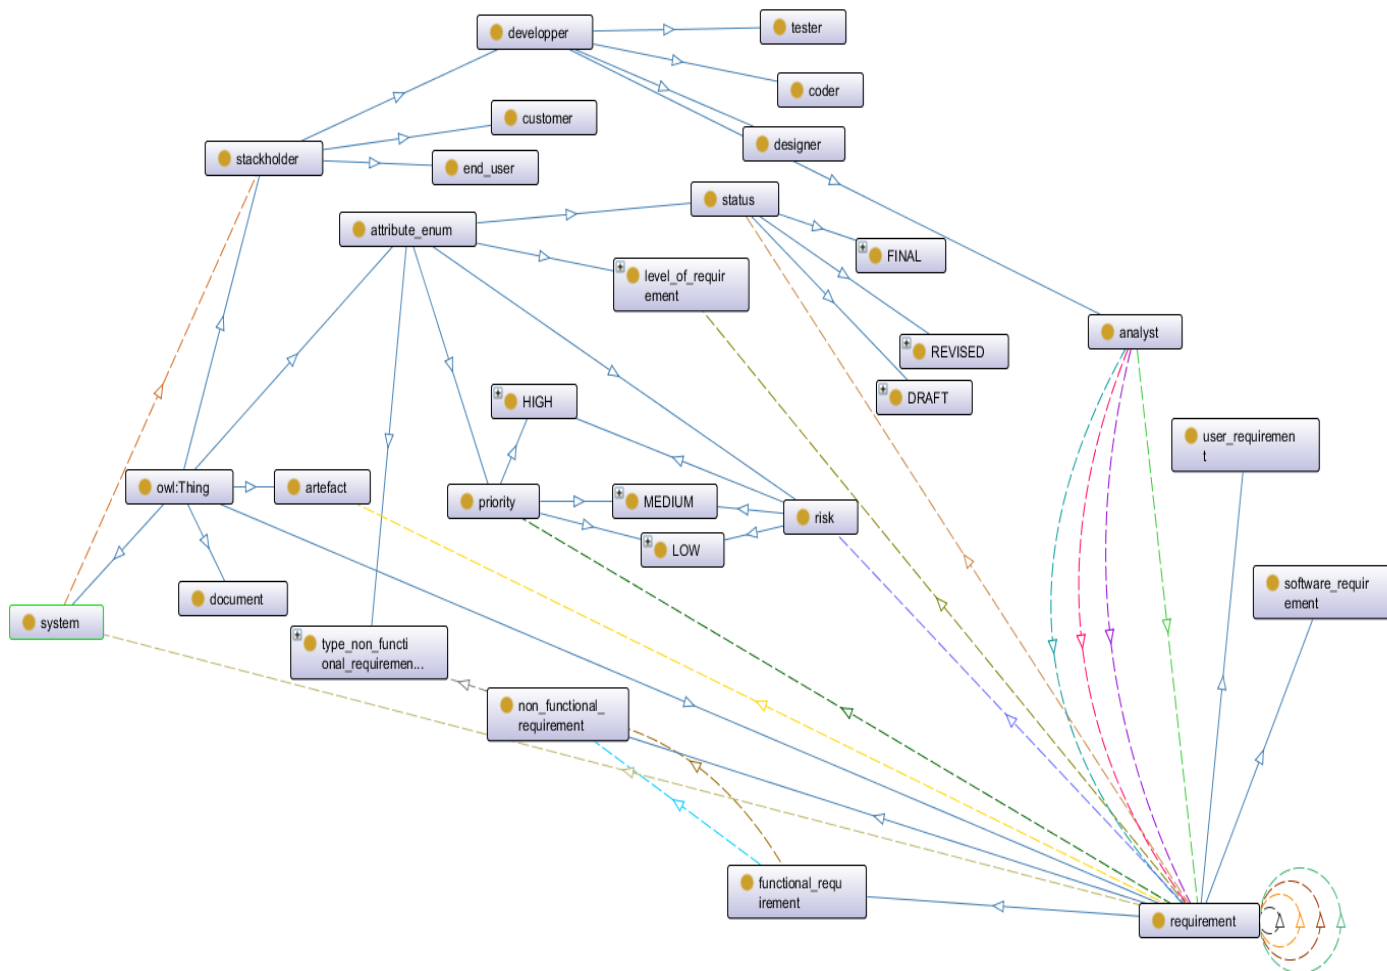 developper
tester
coder
customer
designer
stackholder
end_user
status
attribute_enum
FINAL
level_of_requir
ement
analyst
REVISED
DRAFT
HIGH
user_requiremen
t
owl:Thing
artefact
priority
MEDIUM
risk
LOW
software_requir
ement
document
system
type_non_functi
onal_requiremen...
non_functional_
requirement
functional_requ
irement
requirement